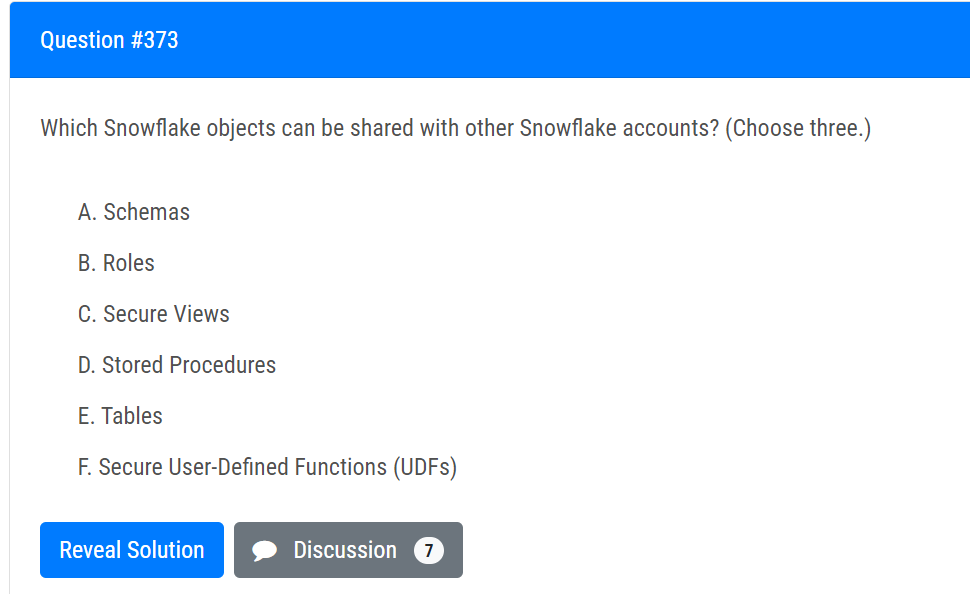 Question #373
Which Snowflake objects can be shared with other Snowflake accounts? (Choose three.)
A. Schemas
B. Roles
C. Secure Views
D. Stored Procedures
E. Tables
F. Secure User-Defined Functions (UDFs)
Reveal Solution Discussion 7